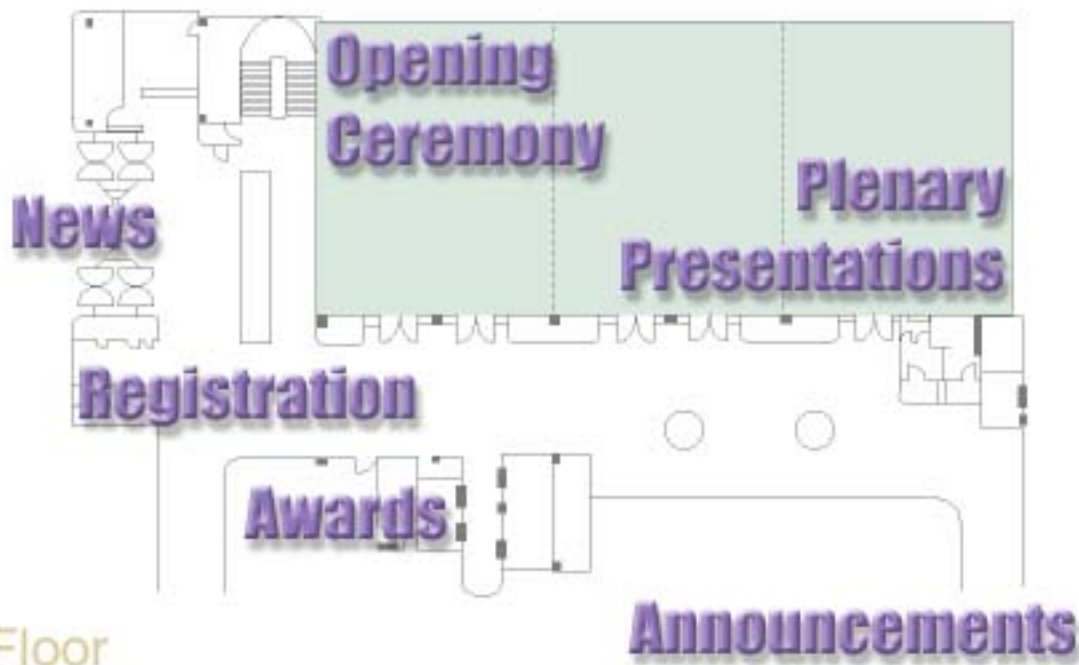 Opening
Ceremony
Plenary
Presentations
News
Registration
Awards
Announcements
Floor